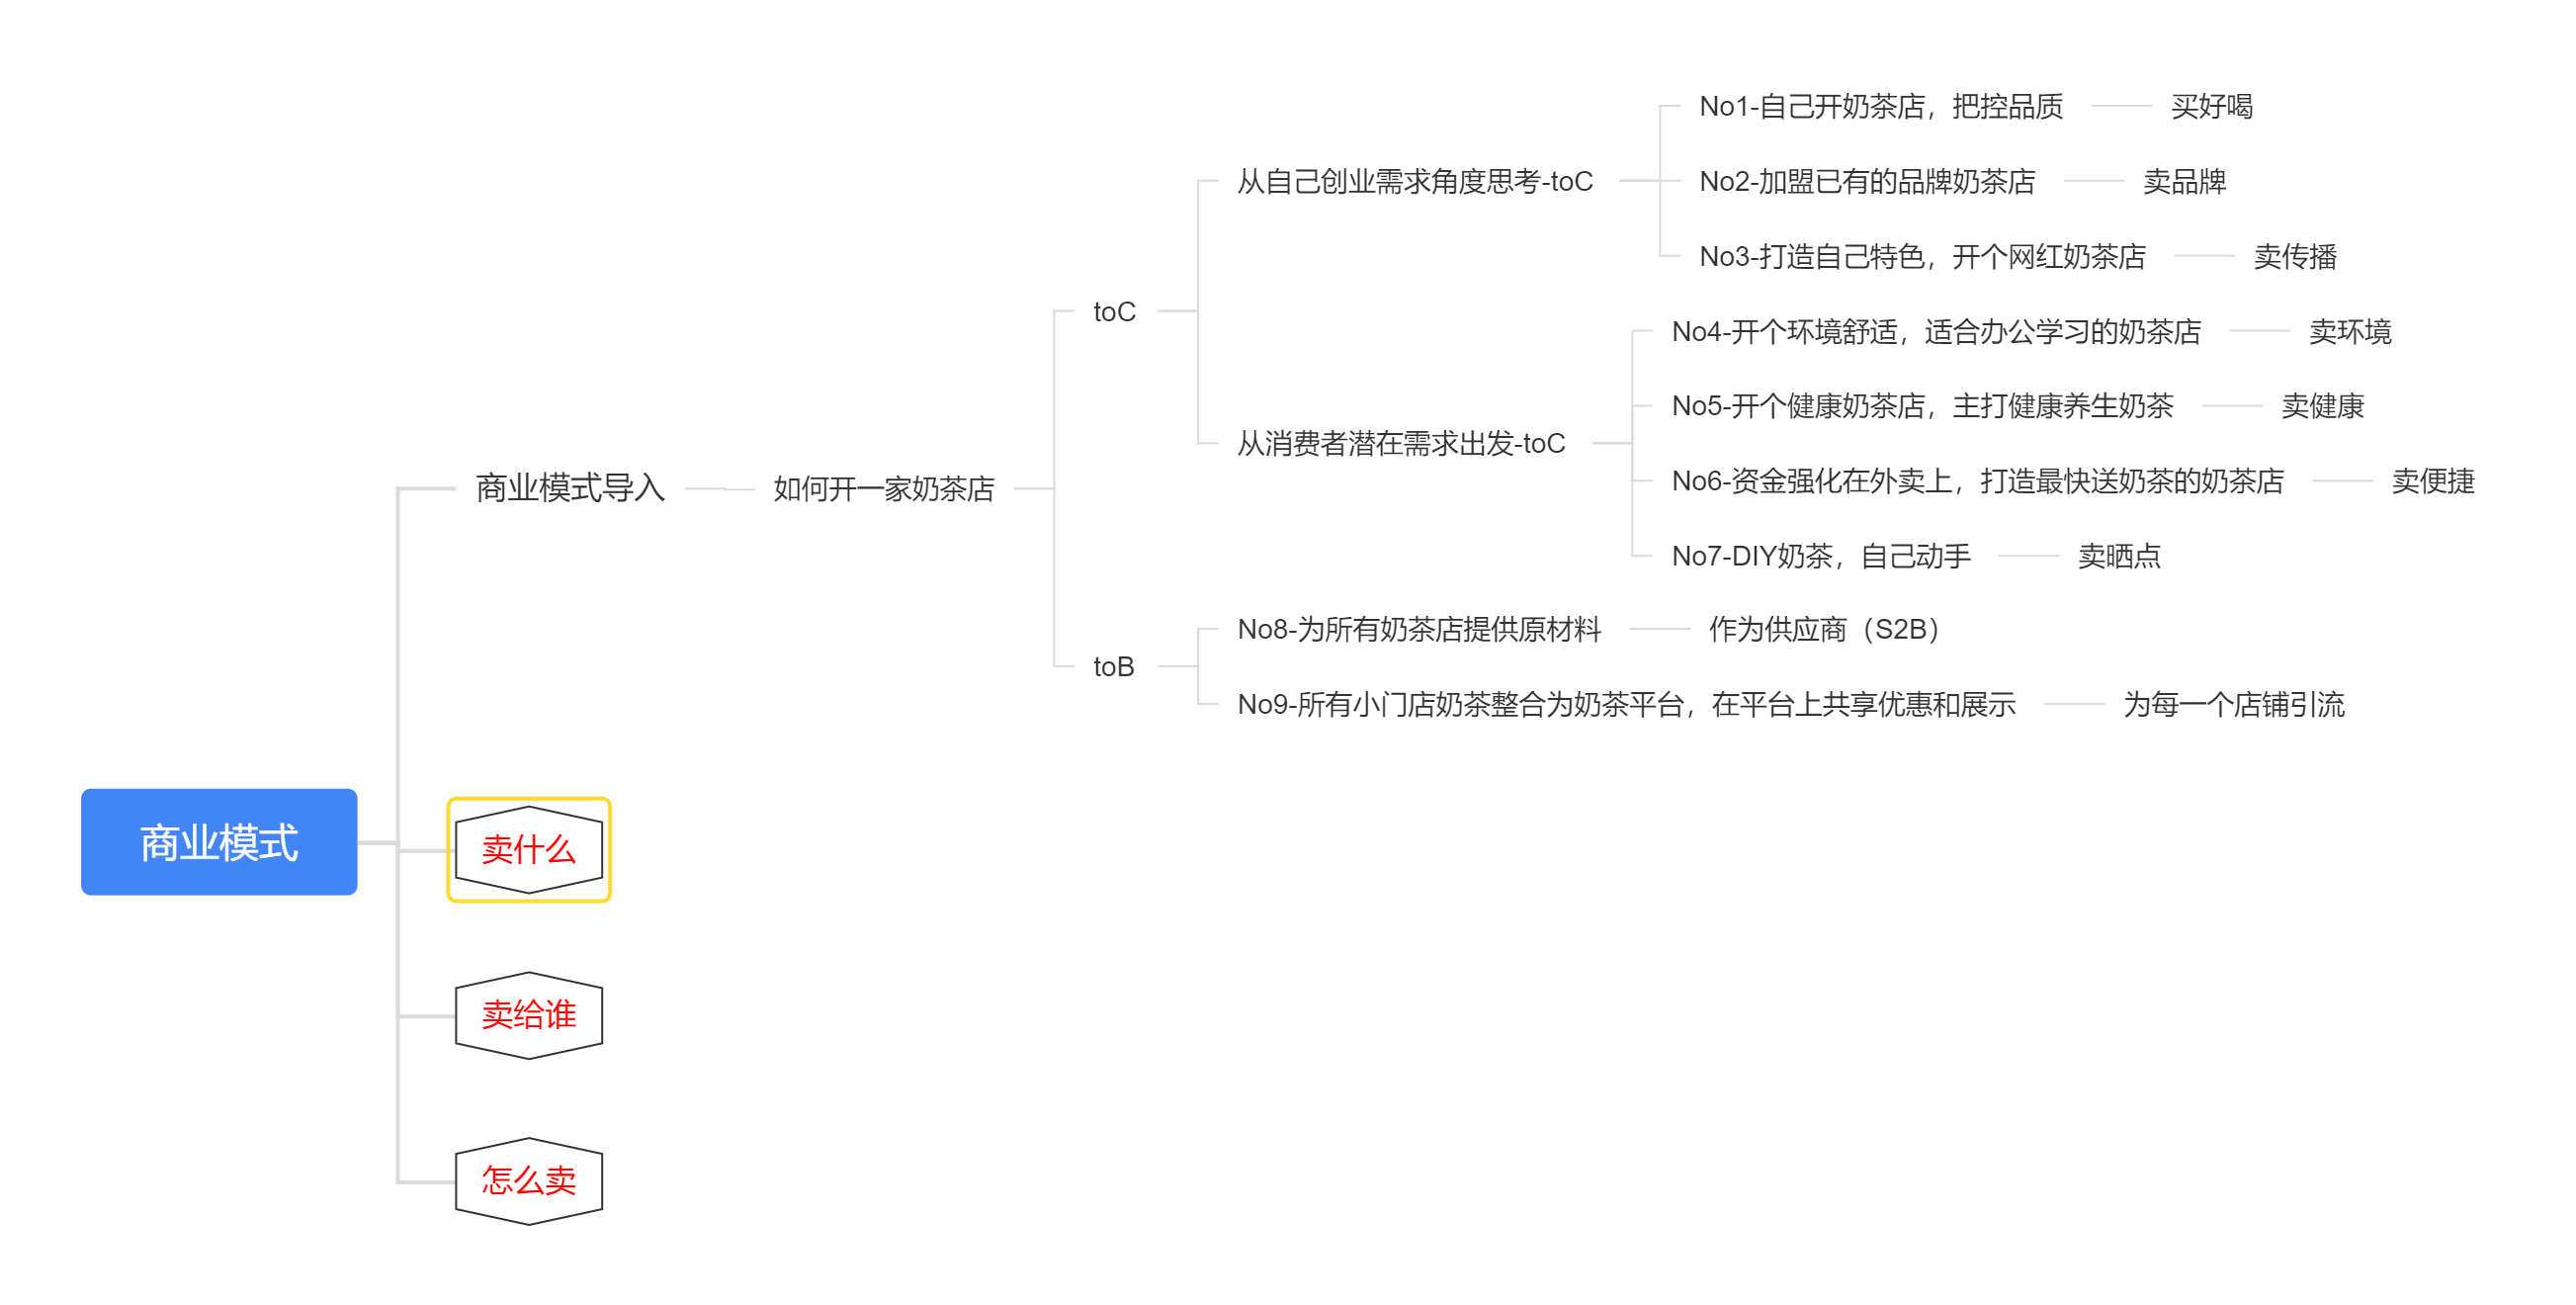 商业模式
商业模式导入
如何开一家奶茶店
toC
从自己创业需求角度思考-toC
No1-自己开奶茶店，把控品质
买好喝
No2-加盟已有的品牌奶茶店
卖品牌
No3-打造自己特色，开个网红奶茶店
卖传播
从消费者潜在需求出发-toC
No4-开个环境舒适，适合办公学习的奶茶店
卖环境
No5-开个健康奶茶店，主打健康养生奶茶
卖健康
No6-资金强化在外卖上，打造最快送奶茶的奶茶店
卖便捷
No7-DIY奶茶，自己动手
卖晒点
toB
No8-为所有奶茶店提供原材料
作为供应商（S2B）
No9-所有小门店奶茶整合为奶茶平台，在平台上共享优惠和展示
为每一个店铺引流
卖什么
卖给谁
怎么卖